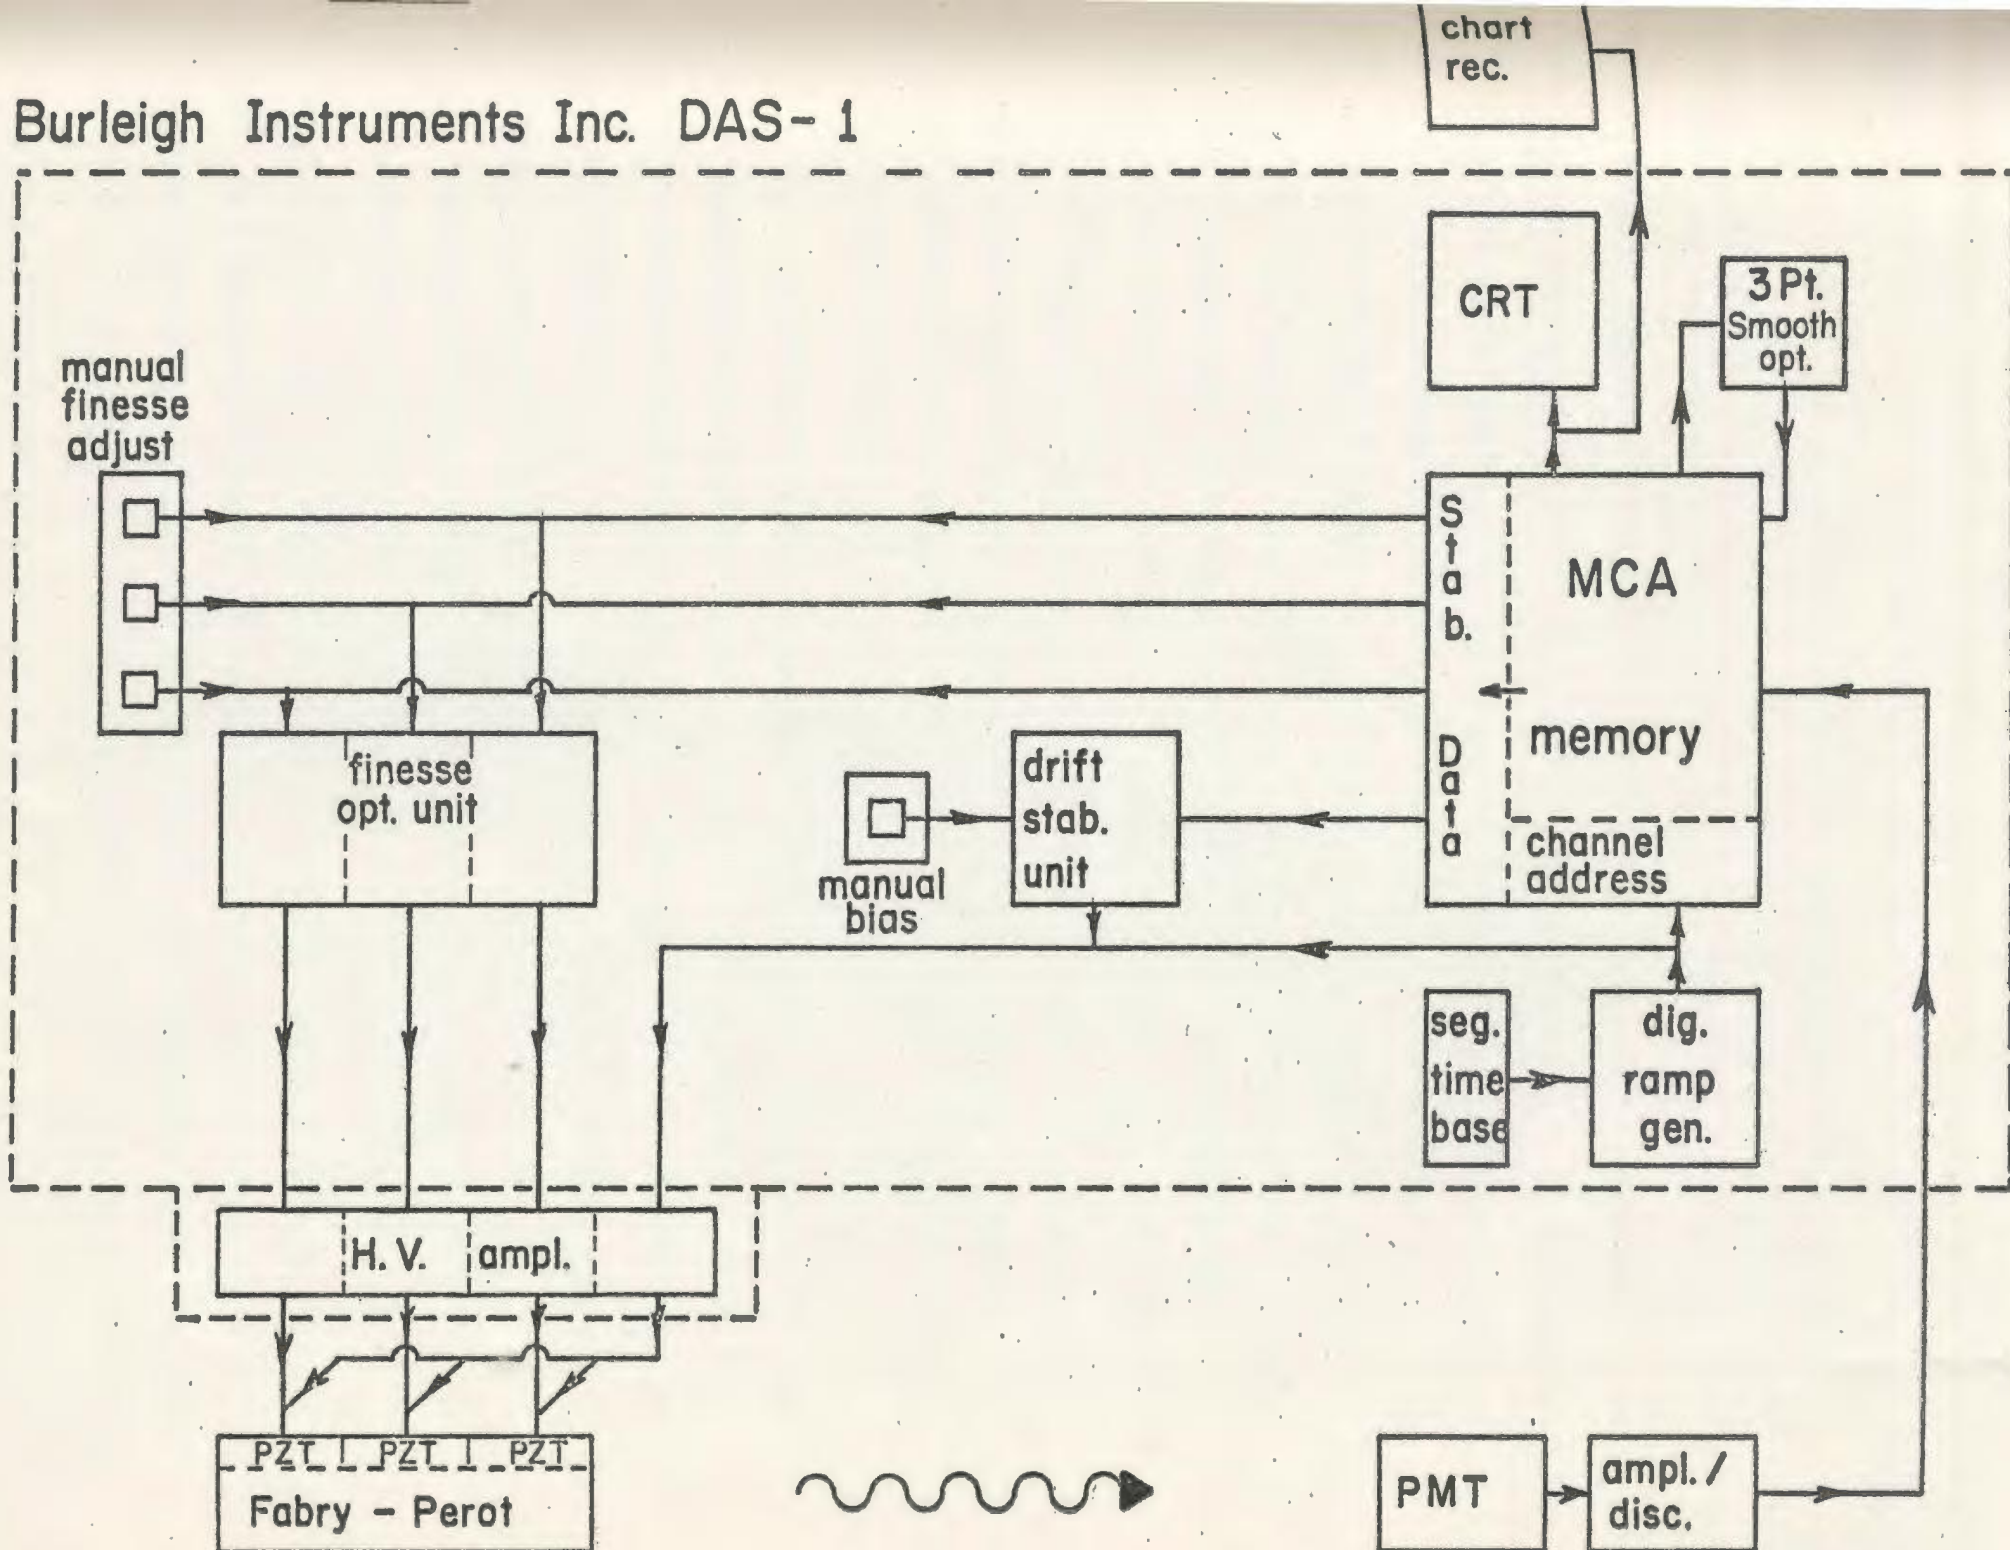 chart
rec.
Burleigh Instruments Inc. DAS-1
CRT
3 Pt.
Smooth
opt.
manual
finesse
adjust
Stab. Data
MCA
memory
channel
address
finesse
opt. unit
drift
stab.
unit
manual
bias
seg.
time
base
dig.
ramp
gen.
H. V. ampl.
PZT PZT PZT
Fabry - Perot
PMT
ampl./
disc.